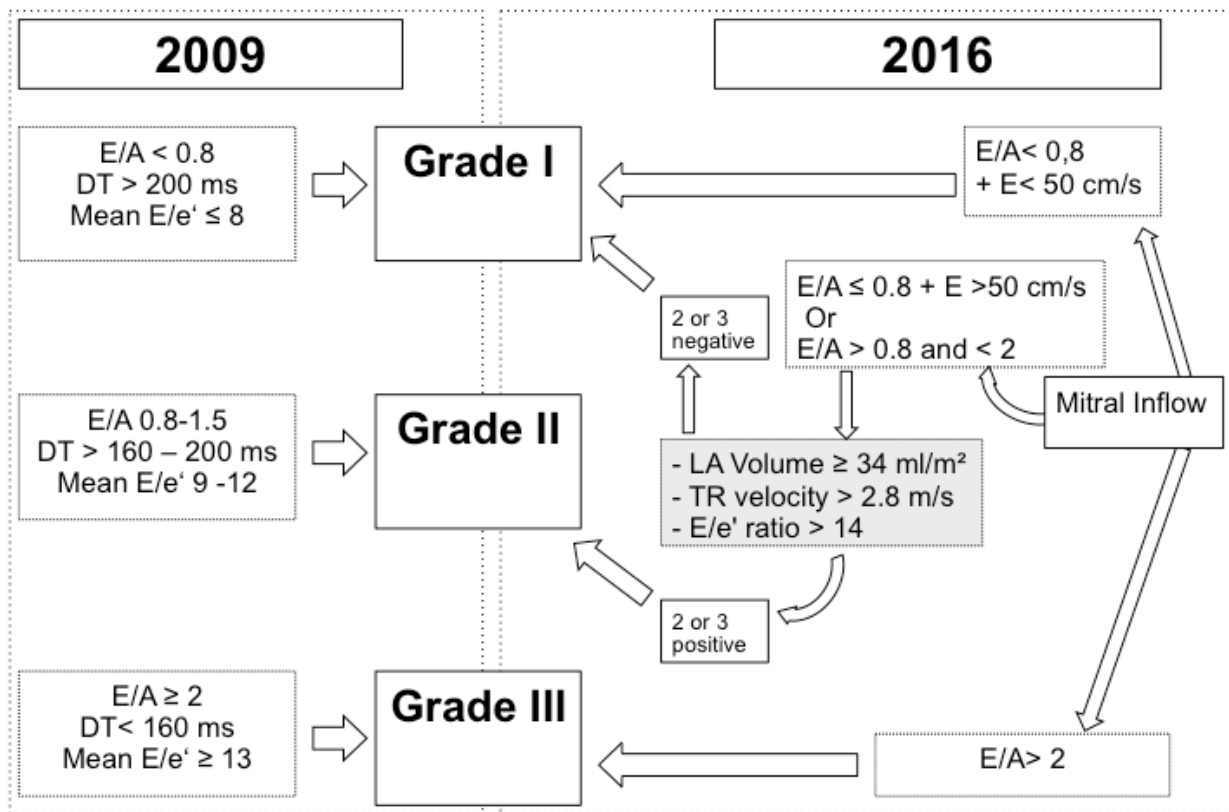 2009
2016
E/A < 0.8
DT > 200 ms
Mean E/e‘ ≤ 8
Grade I
E/A< 0,8
+ E< 50 cm/s
E/A ≤ 0.8 + E >50 cm/s
Or
E/A > 0.8 and < 2
2 or 3
negative
Mitral Inflow
E/A 0.8-1.5
DT > 160 – 200 ms
Mean E/e‘ 9 -12
Grade II
- LA Volume ≥ 34 ml/m²
- TR velocity > 2.8 m/s
- E/e' ratio > 14
2 or 3
positive
E/A ≥ 2
DT< 160 ms
Mean E/e‘ ≥ 13
Grade III
E/A> 2